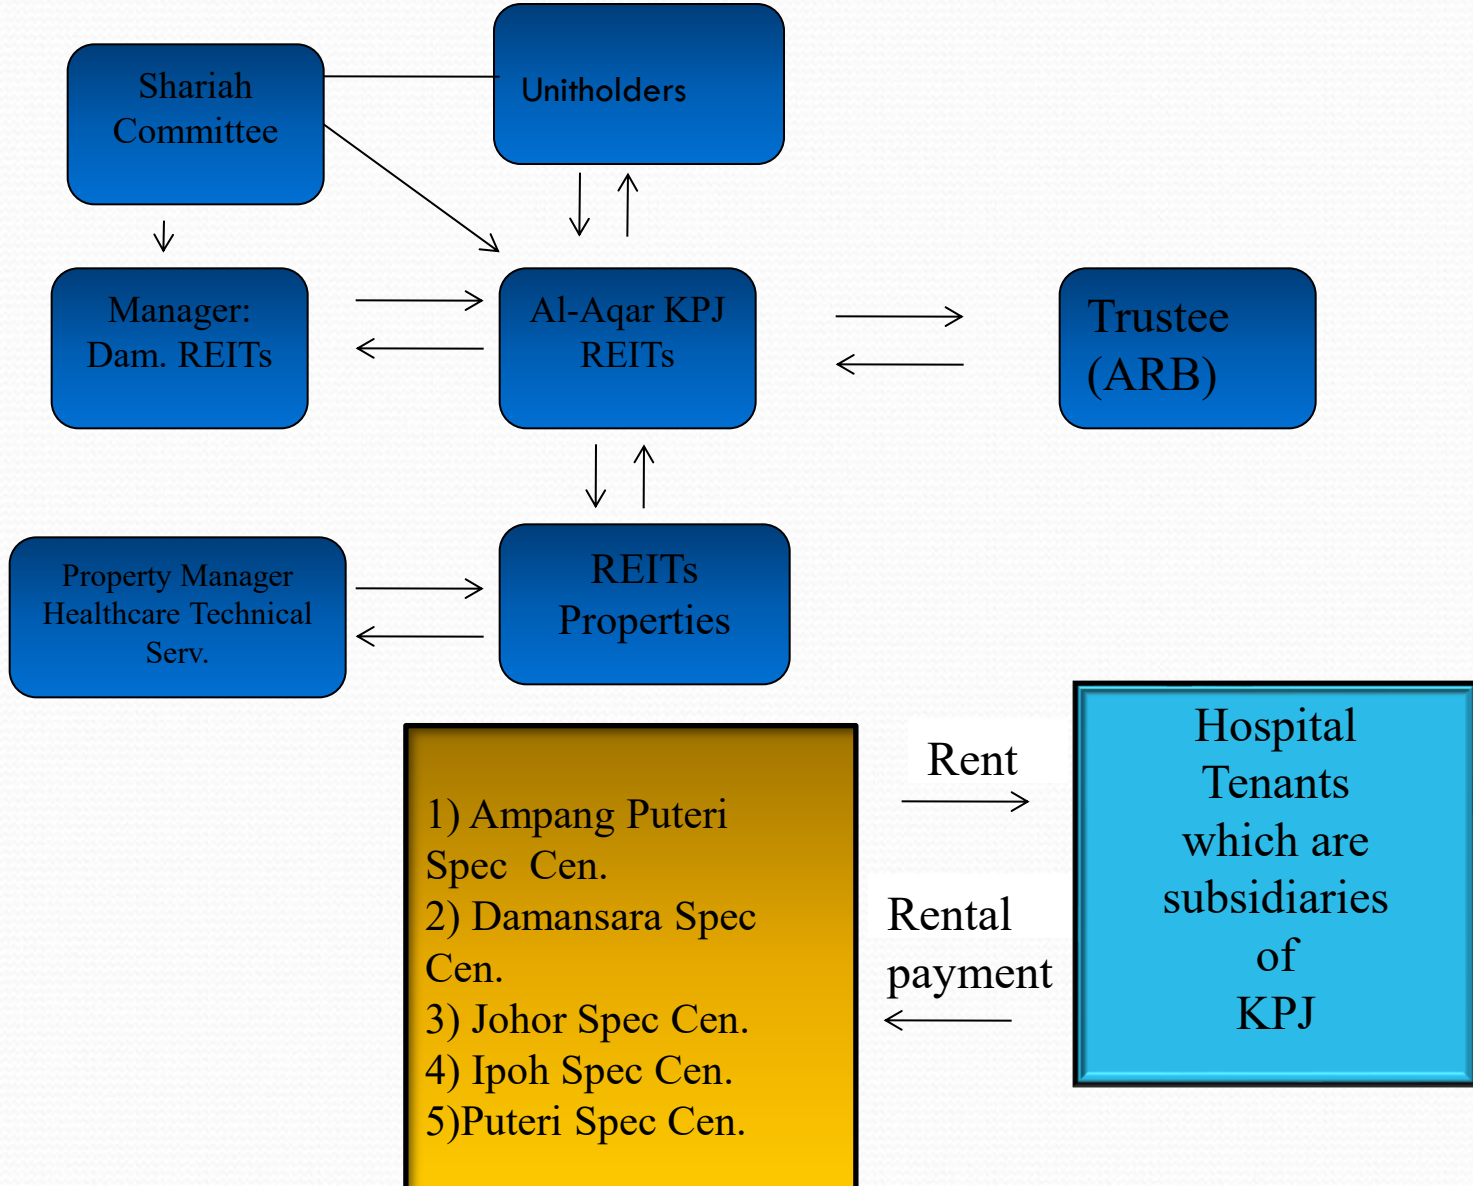 Shariah
Committee
Unitholders
Manager:
Dam. REITs
Al-Aqar KPJ
REITs
Trustee
(ARB)
Property Manager
Healthcare Technical
Serv.
REITs
Properties
1) Ampang Puteri
Spec Cen.
2) Damansara Spec
Cen.
3) Johor Spec Cen.
4) Ipoh Spec Cen.
5)Puteri Spec Cen.
Rent
Rental
payment
Hospital
Tenants
which are
subsidiaries
of
KPJ